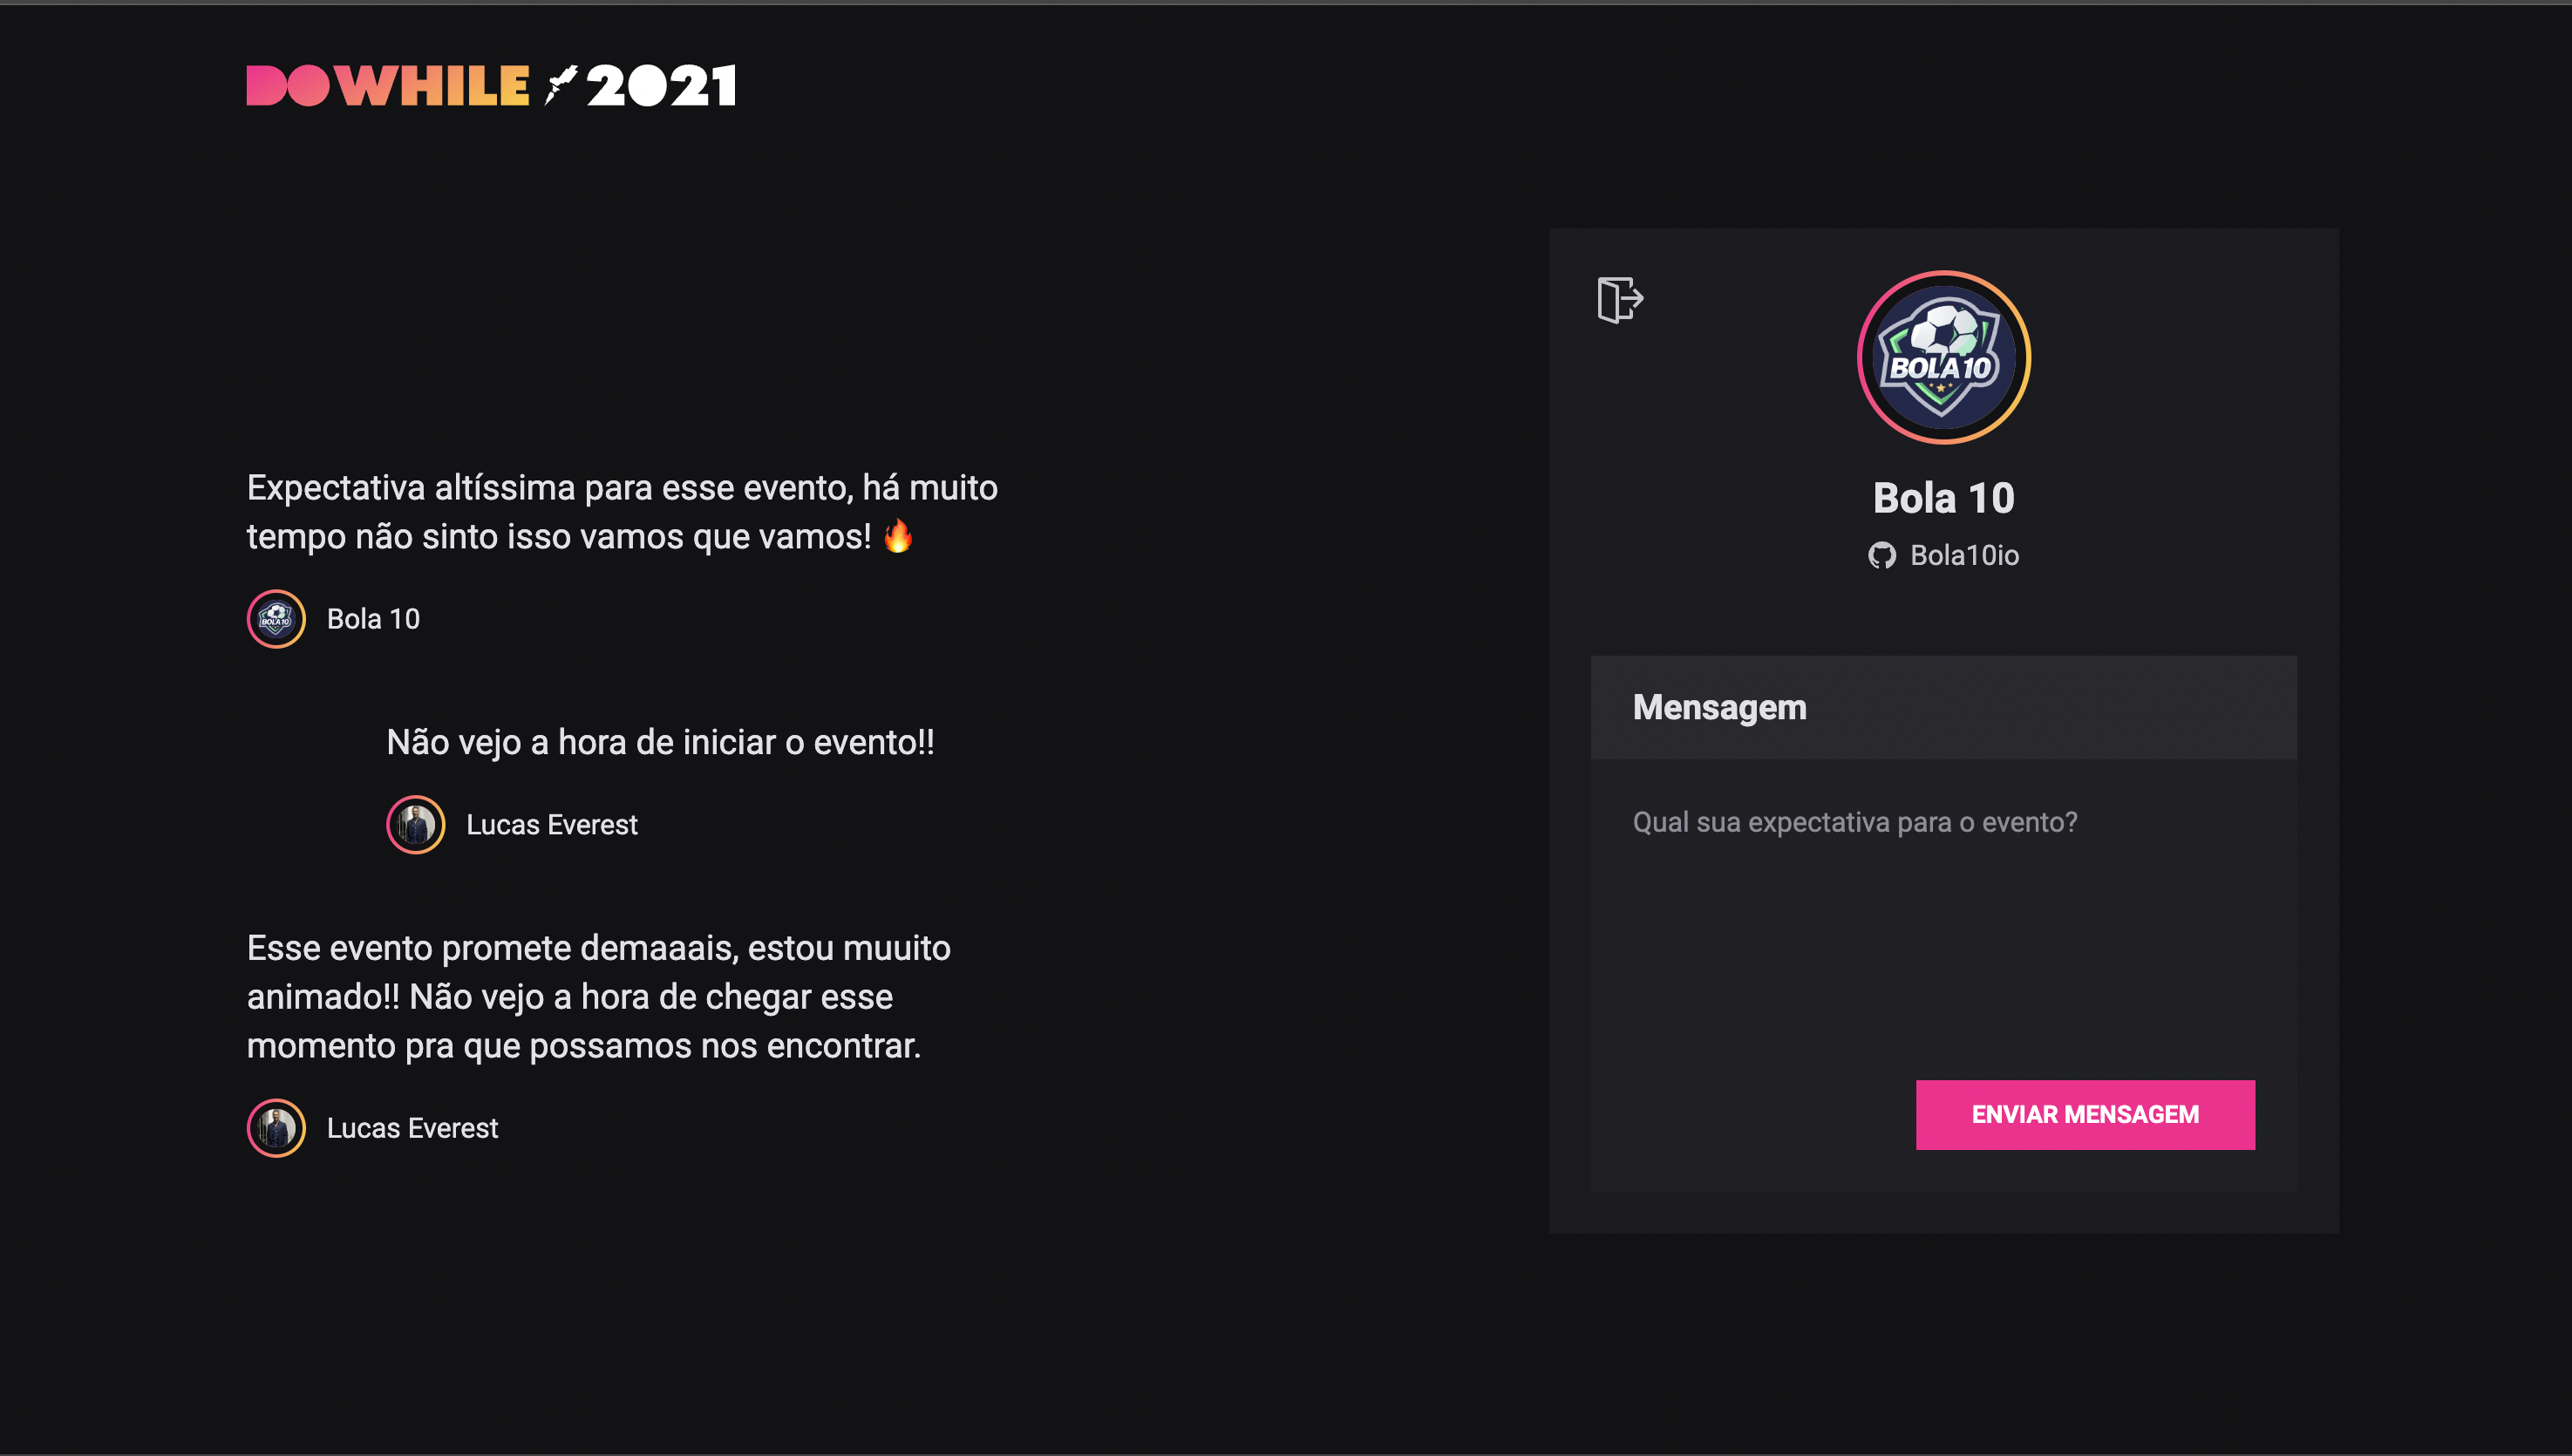 DOWHILE 2021
Expectativa altíssima para esse evento, há muito
tempo não sinto isso vamos que vamos! 🔥
BOLA10
Bola 10
Não vejo a hora de iniciar o evento!!
Lucas Everest
Esse evento promete demaaais, estou muuito
animado!! Não vejo a hora de chegar esse
momento pra que possamos nos encontrar.
Lucas Everest
BOLA10
Bola 10
Bola10io
Mensagem
Qual sua expectativa para o evento?
ENVIAR MENSAGEM